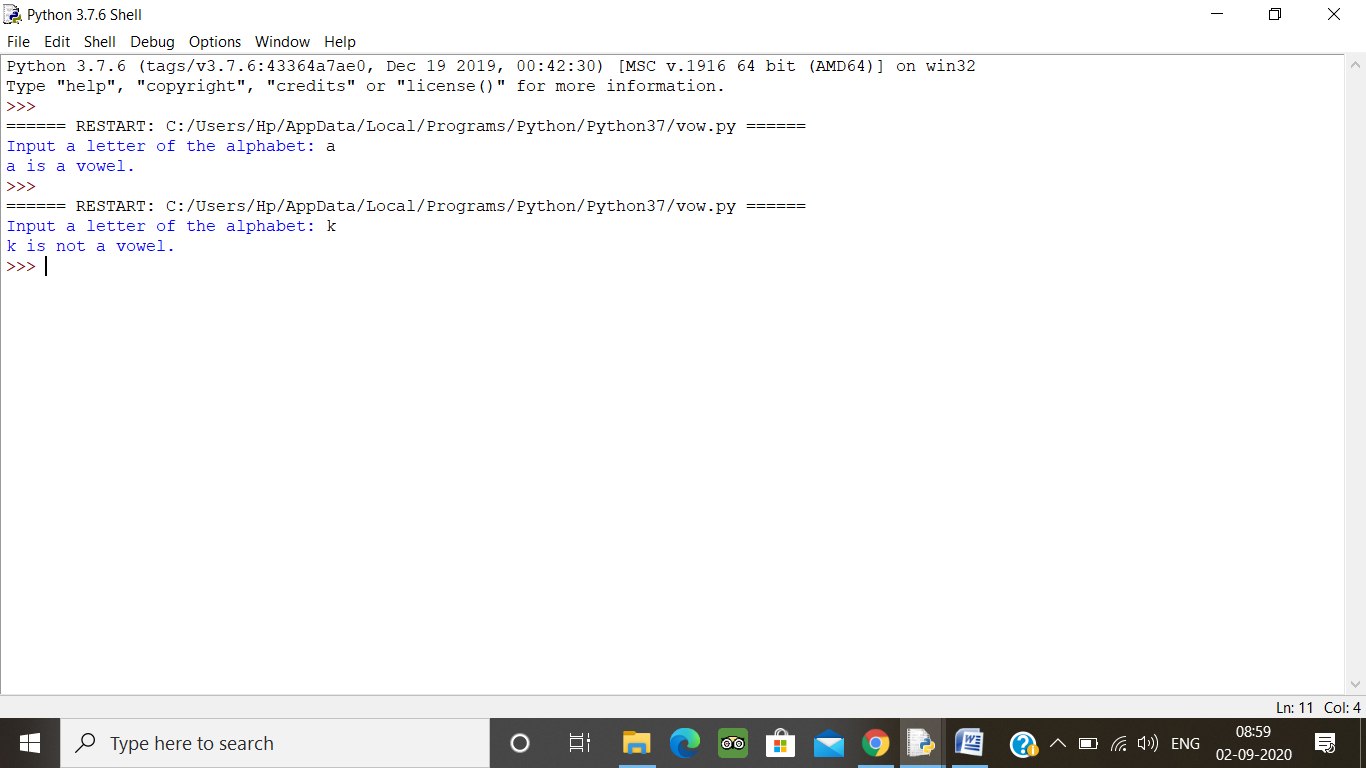 Python 3.7.6 Shell
File Edit Shell Debug Options Window Help
Python 3.7.6 (tags/v3.7.6:43364a7ae0, Dec 19 2019, 00:42:30) [MSC v.1916 64 bit (AMD64)] on win32
Type "help", "copyright", "credits" or "license()" for more information.
>>>
====== RESTART: C:/Users/Hp/AppData/Local/Programs/Python/Python37/vow.py ======
Input a letter of the alphabet: a
a is a vowel.
>>>
====== RESTART: C:/Users/Hp/AppData/Local/Programs/Python/Python37/vow.py ======
Input a letter of the alphabet: k
k is not a vowel.
>>>
Ln: 11 Col: 4
Type here to search
ENG
08:59
02-09-2020